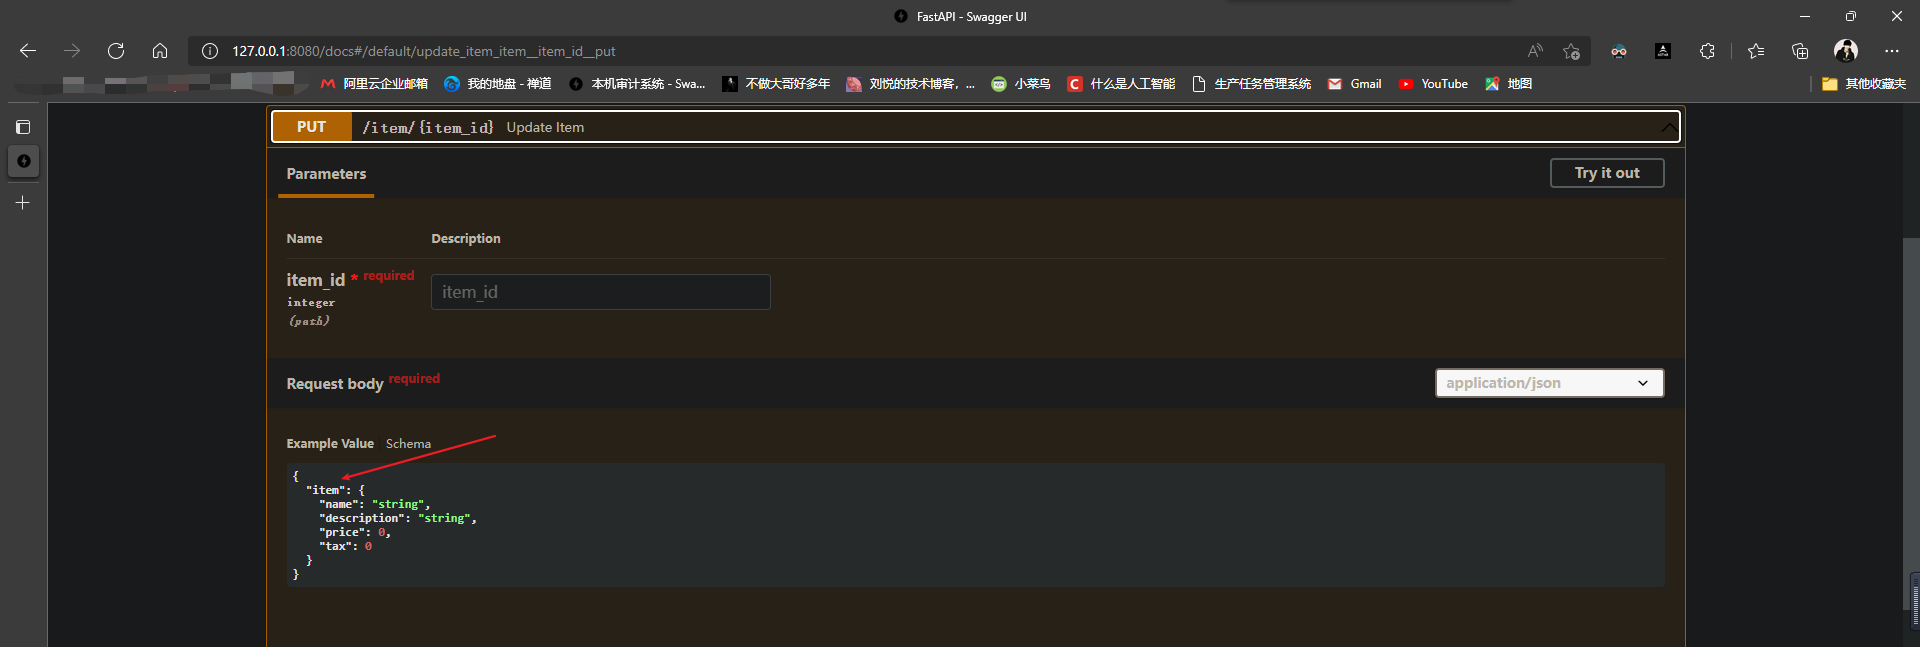 FastAPI - Swagger UI
127.0.0.1:8080/docs#/default/update_item_item__item_id__put
阿里云企业邮箱 我的地盘 - 禅道 本机审计系统 - Swa... 不做大哥好多年 刘悦的技术博客，... 小菜鸟 C 什么是人工智能 生产任务管理系统 Gmail YouTube 地图 其他收藏夹
PUT /item/{item_id} Update Item
Parameters Try it out
Name Description
item_id * required item_id
integer
(path)
Request body required application/json
Example Value Schema
{
"item": {
"name": "string",
"description": "string",
"price": 0,
"tax": 0
}
}